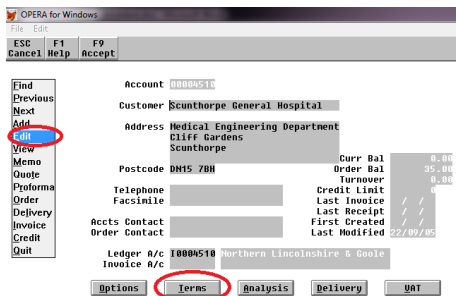 OPERA for Windows
File Edit
ESC F1 F9
Cancel Help Accept
Find
Previous
Next
Add
Edit
View
Memo
Quote
Proforma
Order
Delivery
Invoice
Credit
Quit
Account 00004510
Customer Scunthorpe General Hospital
Address Medical Engineering Department
Cliff Gardens
Scunthorpe
Postcode DN15 7BH
Telephone
Facsimile
Accts Contact
Order Contact
Curr Bal 0.00
Order Bal 35.00
Turnover 0.00
Credit Limit 0
Last Invoice / /
Last Receipt / /
First Created / /
Last Modified 22/09/05
Ledger A/c I0004510 Northern Lincolnshire & Goole
Invoice A/c
Options Terms Analysis Delivery VAT